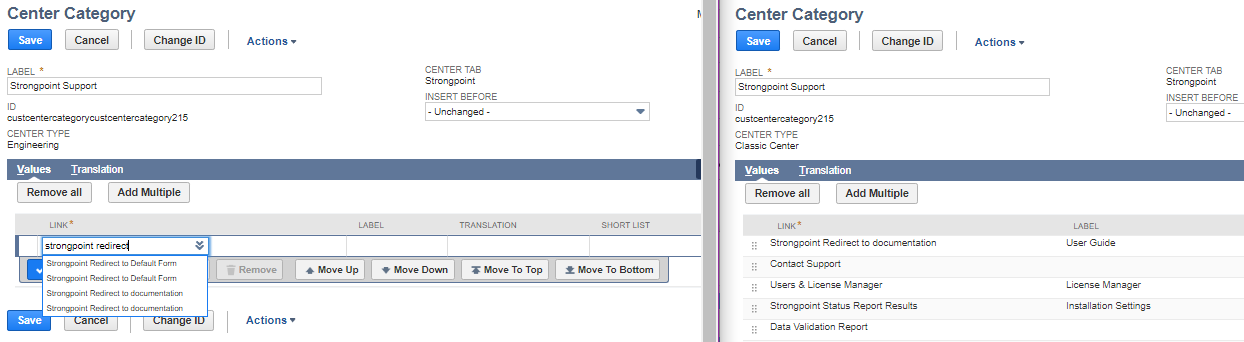 Center Category
Save Cancel Change ID Actions
LABEL *
Strongpoint Support
CENTER TAB
Strongpoint
INSERT BEFORE
- Unchanged -
ID
custcentercategorycustcentercategory215
CENTER TYPE
Engineering
Values Translation
Remove all Add Multiple
LINK* LABEL TRANSLATION SHORT LIST
strongpoint redirect
Strongpoint Redirect to Default Form
Strongpoint Redirect to Default Form
Strongpoint Redirect to documentation
Strongpoint Redirect to documentation
Remove Move Up Move Down Move To Top Move To Bottom
Save Cancel Change ID Actions
Center Category
Save Cancel Change ID Actions
LABEL *
Strongpoint Support
CENTER TAB
Strongpoint
INSERT BEFORE
- Unchanged -
ID
custcentercategory215
CENTER TYPE
Classic Center
Values Translation
Remove all Add Multiple
LINK* LABEL
Strongpoint Redirect to documentation User Guide
Contact Support
Users & License Manager License Manager
Strongpoint Status Report Results Installation Settings
Data Validation Report